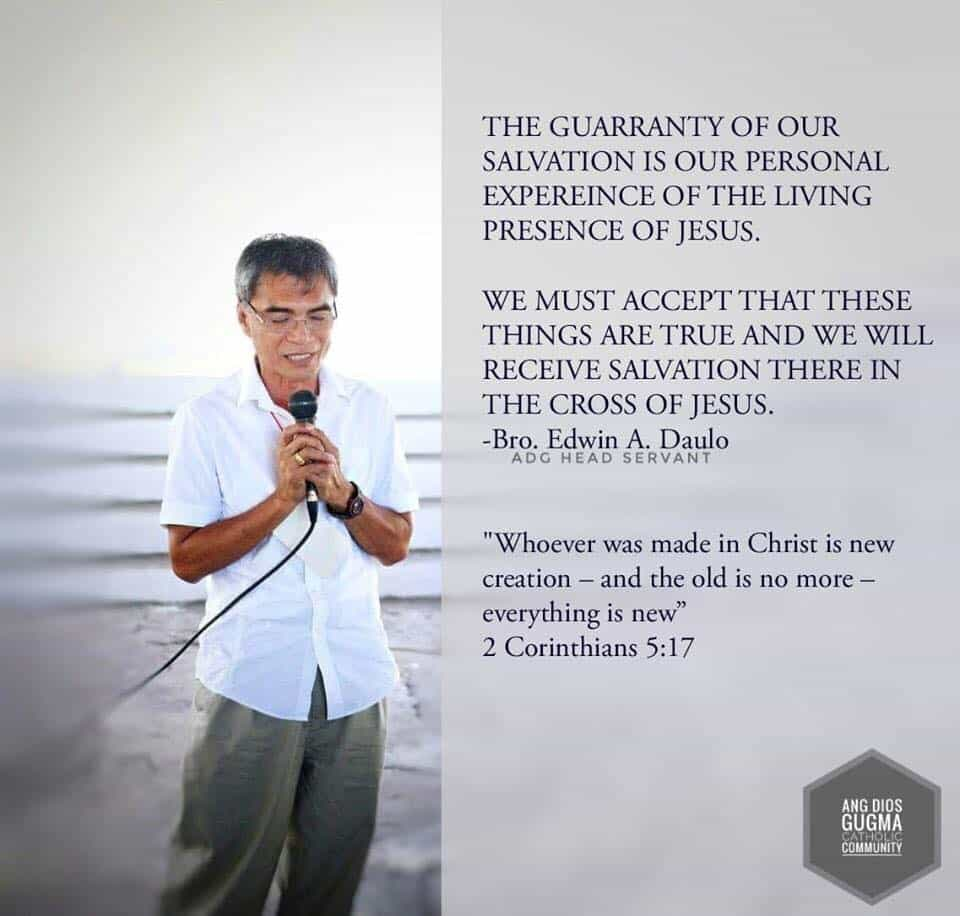 THE GUARRANTY OF OUR
SALVATION IS OUR PERSONAL
EXPEREINCE OF THE LIVING
PRESENCE OF JESUS.
WE MUST ACCEPT THAT THESE
THINGS ARE TRUE AND WE WILL
RECEIVE SALVATION THERE IN
THE CROSS OF JESUS.
-Bro. Edwin A. Daulo
ADG HEAD SERVANT
"Whoever was made in Christ is new
creation – and the old is no more –
everything is new”
2 Corinthians 5:17
ANG DIOS
GUGMA
CATHOLIC
COMMUNITY